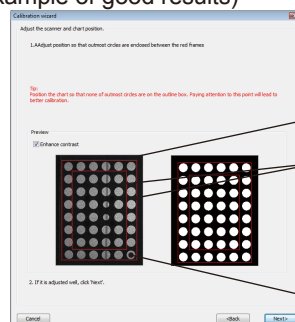 ample of good results)
Calibration wizard
Adjust the scanner and chart position.
1.AAdjust position so that outmost circles are enclosed between the red frames
Tip:
Position the chart so that none of outmost circles are on the outline box. Paying attention to this point will lead to
better calibration.
Preview
Enhance contrast
2. If it is adjusted well, click 'Next'.
Cancel
<Back
Next>